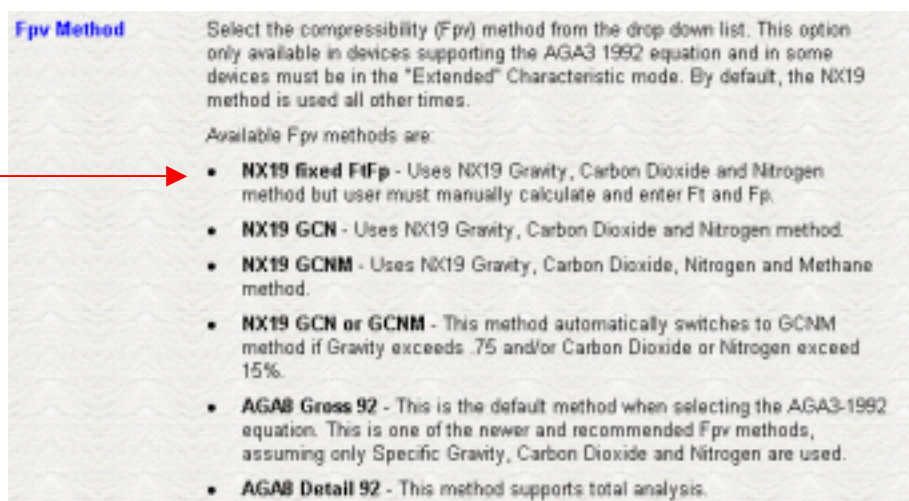 Fpv Method
Select the compressibility (Fpv) method from the drop down list. This option
only available in devices supporting the AGA3 1992 equation and in some
devices must be in the "Extended" Characteristic mode. By default, the NX19
method is used all other times.
Available Fpv methods are:
• NX19 fixed FtFp - Uses NX19 Gravity, Carbon Dioxide and Nitrogen
method but user must manually calculate and enter Ft and Fp.
• NX19 GCN - Uses NX19 Gravity, Carbon Dioxide and Nitrogen method.
• NX19 GCNM - Uses NX19 Gravity, Carbon Dioxide, Nitrogen and Methane
method.
• NX19 GCN or GCNM - This method automatically switches to GCNM
method if Gravity exceeds .75 and/or Carbon Dioxide or Nitrogen exceed
15%.
• AGA8 Gross 92 - This is the default method when selecting the AGA3-1992
equation. This is one of the newer and recommended Fpv methods,
assuming only Specific Gravity, Carbon Dioxide and Nitrogen are used.
• AGA8 Detail 92 - This method supports total analysis.